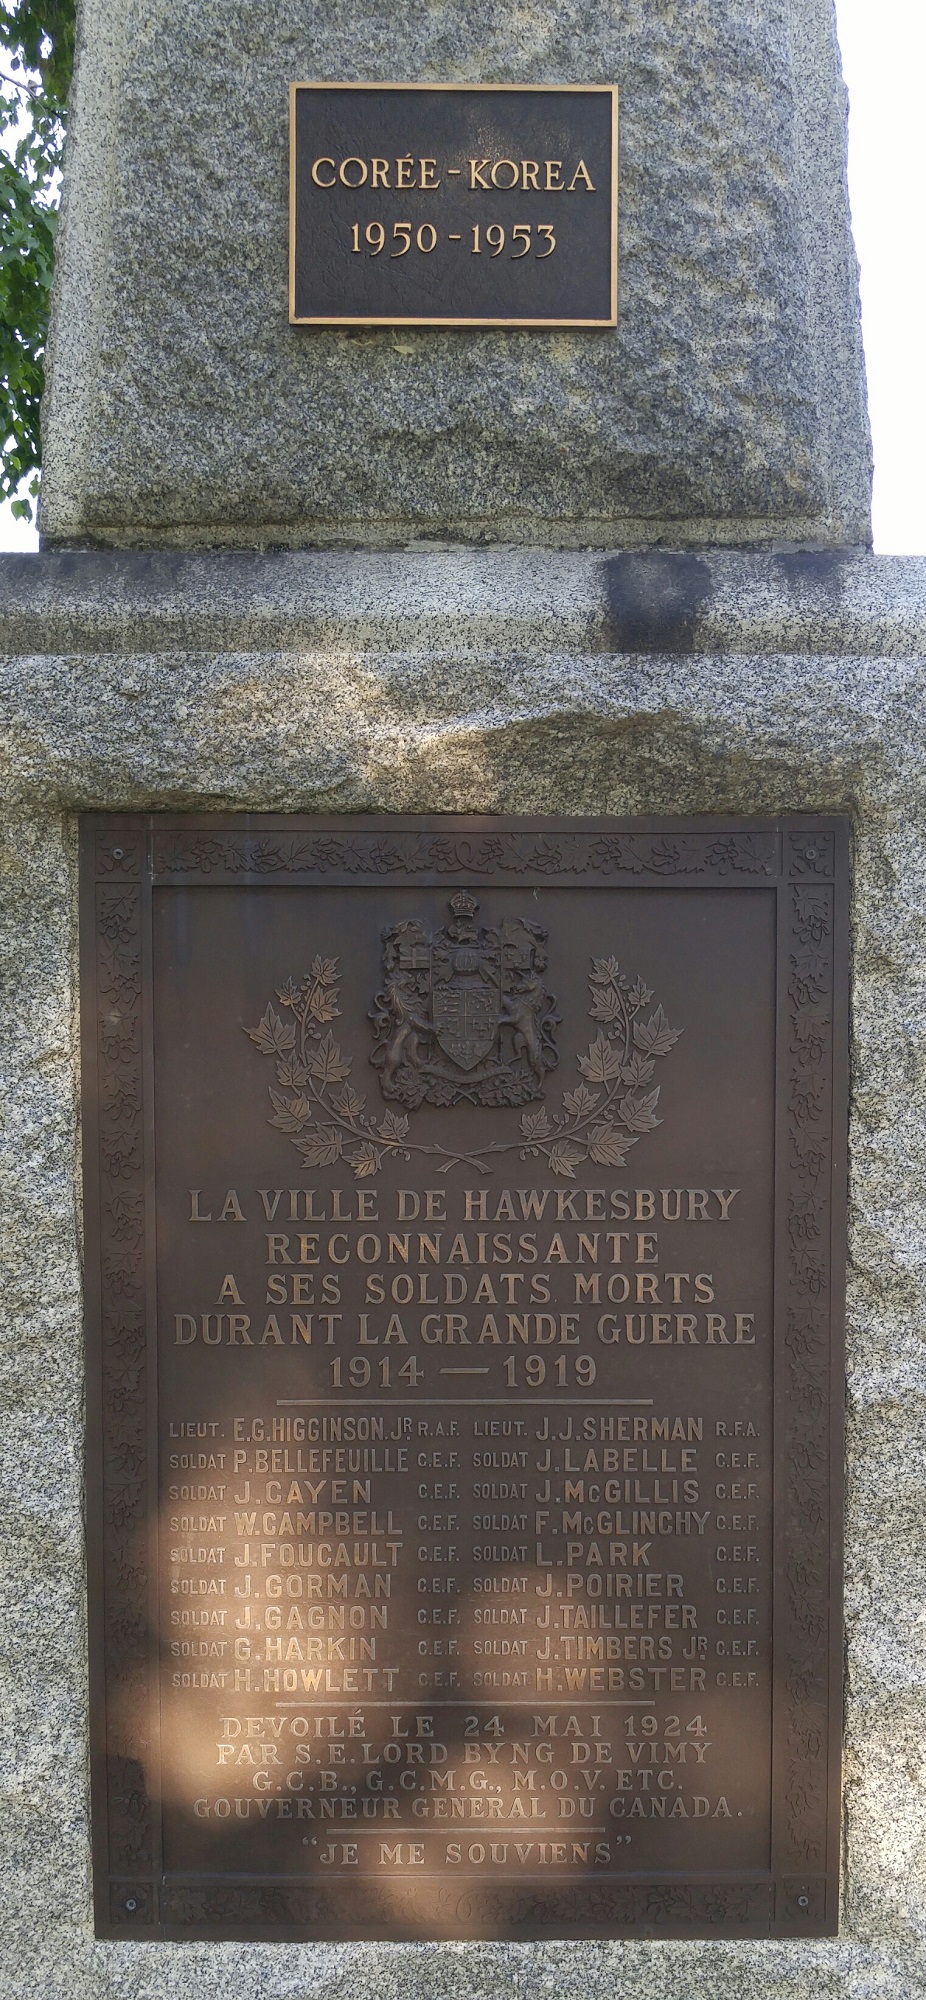 CORÉE - KOREA
1950 - 1953
LA VILLE DE HAWKESBURY
RECONNAISSANTE
A SES SOLDATS MORTS
DURANT LA GRANDE GUERRE
1914 — 1919
LIEUT. E.G. HIGGINSON. JR R.A.F. LIEUT. J. J. SHERMAN R.F.A.
SOLDAT P. BELLEFEUILLE C.E.F. SOLDAT J. LABELLE C.E.F.
SOLDAT J. CAYEN C.E.F. SOLDAT J. McGILLIS C.E.F.
SOLDAT W. CAMPBELL C.E.F. SOLDAT F. McGLINCHY C.E.F.
SOLDAT J. FOUCAULT C.E.F. SOLDAT L. PARK C.E.F.
SOLDAT J. GORMAN C.E.F. SOLDAT J. POIRIER C.E.F.
SOLDAT J. GAGNON C.E.F. SOLDAT J. TAILLEFER C.E.F.
SOLDAT G. HARKIN C.E.F. SOLDAT J. TIMBERS JR C.E.F.
SOLDAT H. HOWLETT C.E.F. SOLDAT H. WEBSTER C.E.F.
DEVOILÉ LE 24 MAI 1924
PAR S.E. LORD BYNG DE VIMY
G.C.B., G.C.M.G., M.O.V. ETC.
GOUVERNEUR GENERAL DU CANADA.
"JE ME SOUVIENS"